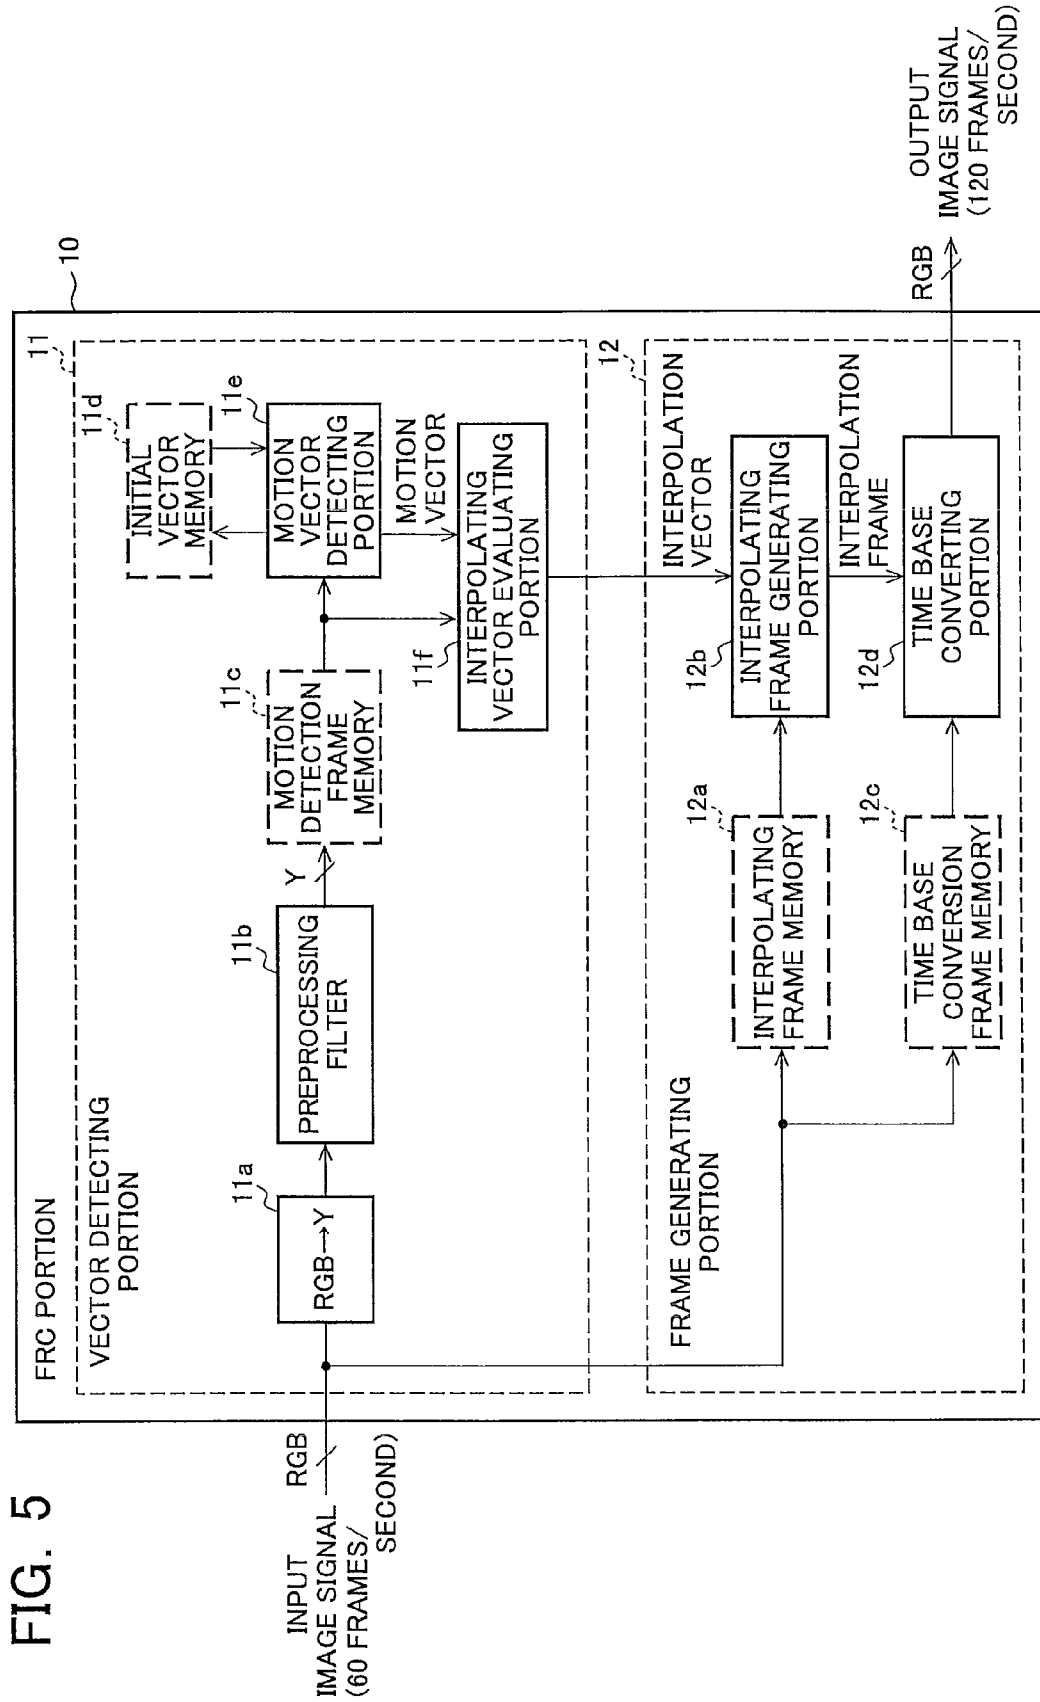 FIG. 5
FRC PORTION
10
VECTOR DETECTING
PORTION
11
INPUT
IMAGE SIGNAL
(60 FRAMES/
SECOND)
RGB
11a
RGB→Y
11b
PREPROCESSING
FILTER
Y
11c
MOTION
DETECTION
FRAME
MEMORY
11d
INITIAL
VECTOR
MEMORY
11e
MOTION
VECTOR
DETECTING
PORTION
MOTION
VECTOR
11f
INTERPOLATING
VECTOR EVALUATING
PORTION
FRAME GENERATING
PORTION
12
INTERPOLATION
VECTOR
12a
INTERPOLATING
FRAME MEMORY
12b
INTERPOLATING
FRAME GENERATING
PORTION
INTERPOLATION
FRAME
12c
TIME BASE
CONVERSION
FRAME MEMORY
12d
TIME BASE
CONVERTING
PORTION
RGB
OUTPUT
IMAGE SIGNAL
(120 FRAMES/
SECOND)